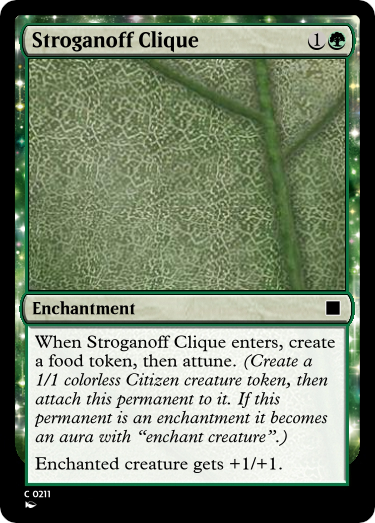 Stroganoff Clique 1
Enchantment
When Stroganoff Clique enters, create
a food token, then attune. (Create a
1/1 colorless Citizen creature token, then
attach this permanent to it. If this
permanent is an enchantment it becomes
an aura with “enchant creature”.)
Enchanted creature gets +1/+1.
C 0211